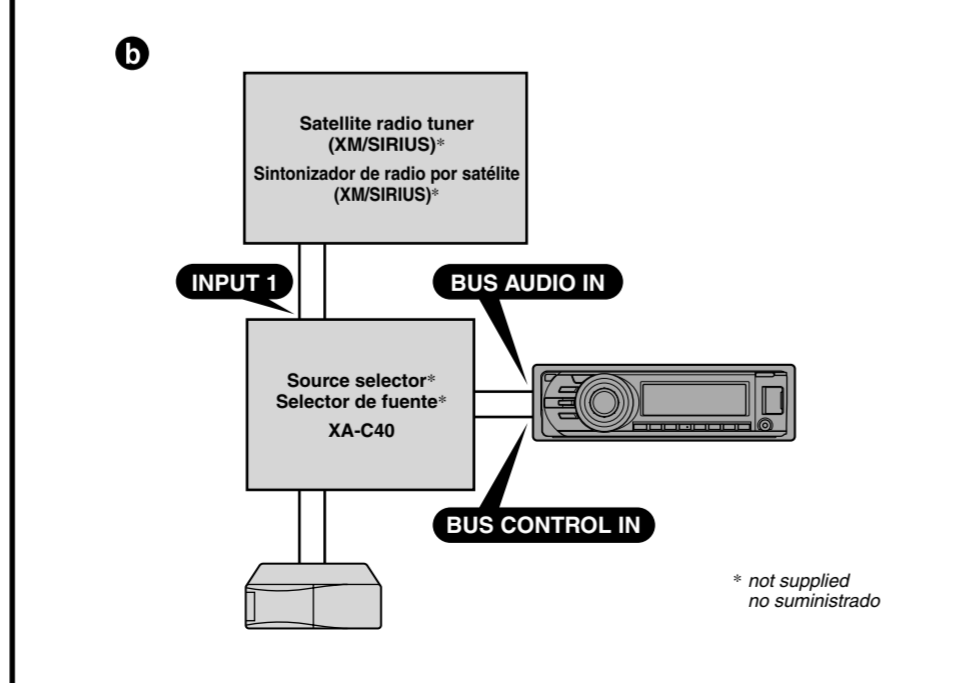 b
Satellite radio tuner
(XM/SIRIUS)*
Sintonizador de radio por satélite
(XM/SIRIUS)*
INPUT 1
BUS AUDIO IN
Source selector*
Selector de fuente*
XA-C40
BUS CONTROL IN
* not supplied
no suministrado